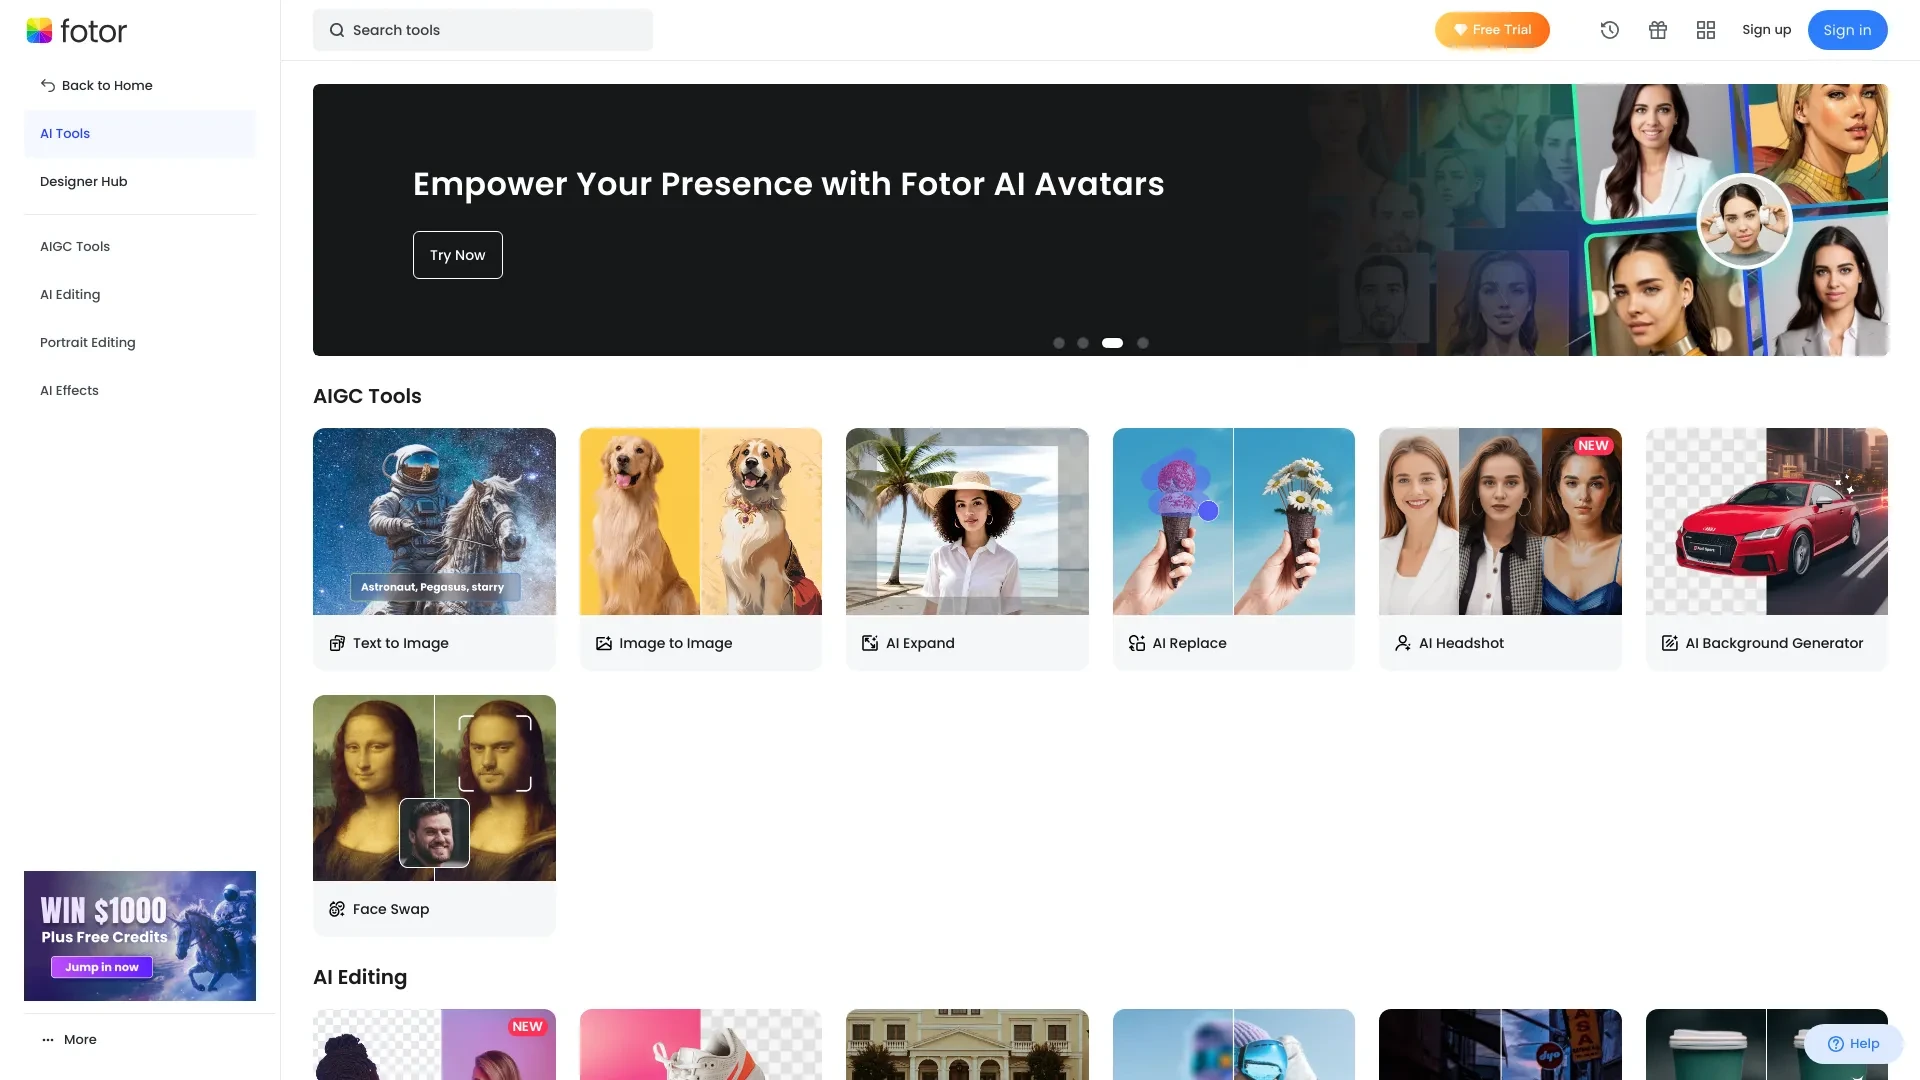 fotor
Search tools
Free Trial
Sign up
Sign in
Back to Home
AI Tools
Designer Hub
AIGC Tools
AI Editing
Portrait Editing
AI Effects
Empower Your Presence with Fotor AI Avatars
Try Now
AIGC Tools
Astronaut, Pegasus, starry
NEW
Text to Image
Image to Image
AI Expand
AI Replace
AI Headshot
AI Background Generator
Face Swap
WIN $1000
Plus Free Credits
Jump in now
More
AI Editing
NEW
Help